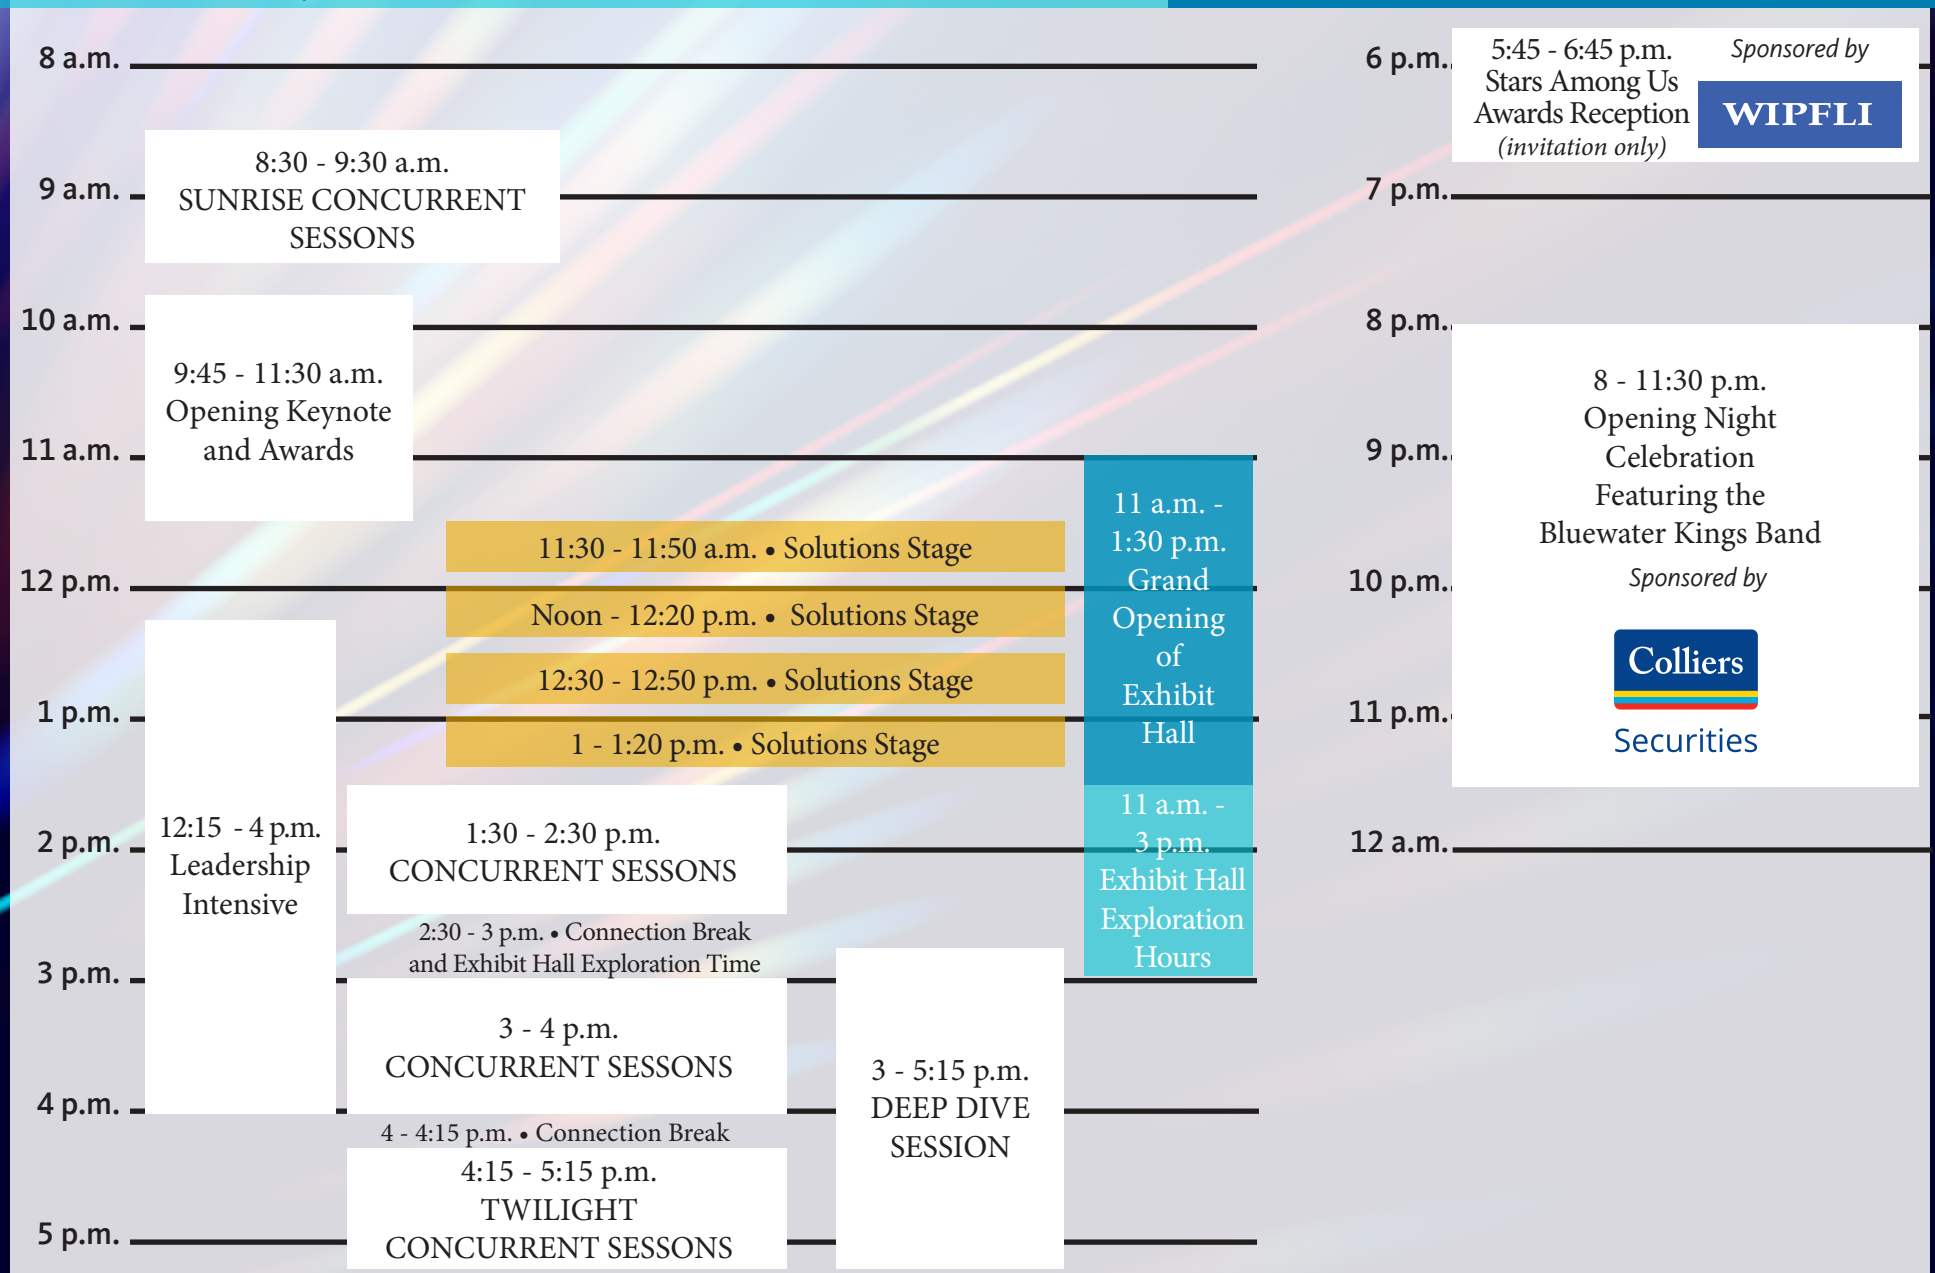 8 a.m.
8:30 - 9:30 a.m.
SUNRISE CONCURRENT
SESSONS
9 a.m.
10 a.m.
9:45 - 11:30 a.m.
Opening Keynote
and Awards
11 a.m.
11:30 - 11:50 a.m. • Solutions Stage
12 p.m.
Noon - 12:20 p.m. • Solutions Stage
12:30 - 12:50 p.m. • Solutions Stage
1 p.m.
1 - 1:20 p.m. • Solutions Stage
11 a.m. -
1:30 p.m.
Grand
Opening
of
Exhibit
Hall
11 a.m. -
3 p.m.
Exhibit Hall
Exploration
Hours
12:15 - 4 p.m.
Leadership
Intensive
2 p.m.
1:30 - 2:30 p.m.
CONCURRENT SESSONS
2:30 - 3 p.m. • Connection Break
and Exhibit Hall Exploration Time
3 p.m.
3 - 4 p.m.
CONCURRENT SESSONS
3 - 5:15 p.m.
DEEP DIVE
SESSION
4 p.m.
4 - 4:15 p.m. • Connection Break
4:15 - 5:15 p.m.
TWILIGHT
CONCURRENT SESSONS
5 p.m.
6 p.m.
5:45 - 6:45 p.m.
Stars Among Us
Awards Reception
(invitation only)
Sponsored by
WIPFLI
7 p.m.
8 p.m.
8 - 11:30 p.m.
Opening Night
Celebration
Featuring the
Bluewater Kings Band
Sponsored by
Colliers
Securities
9 p.m.
10 p.m.
11 p.m.
12 a.m.